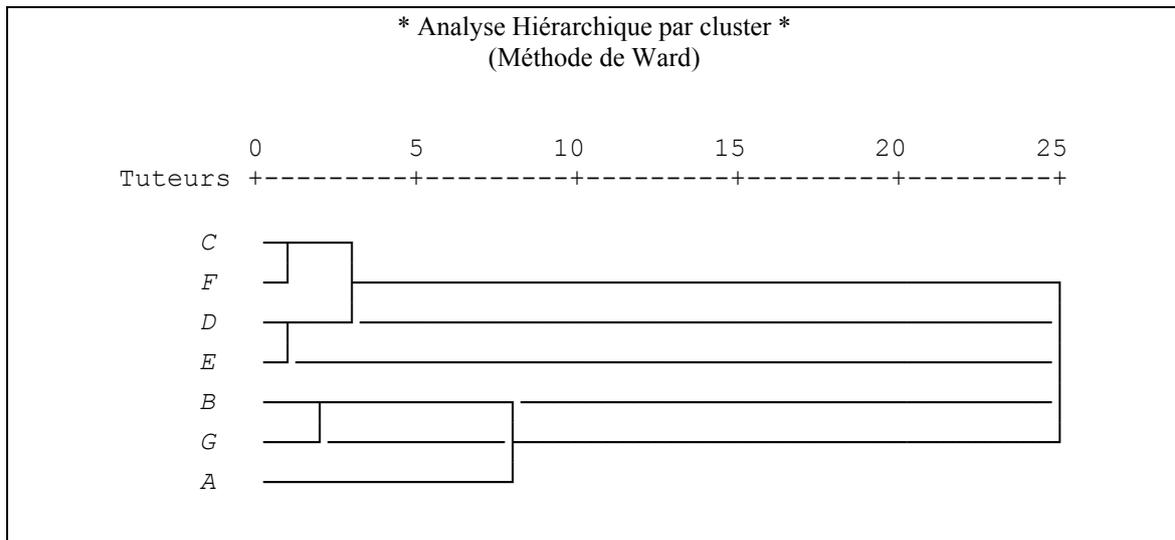 * Analyse Hiérarchique par cluster *
(Méthode de Ward)
0 5 10 15 20 25
Tuteurs +---------+---------+---------+---------+---------+
C
F
D
E
B
G
A